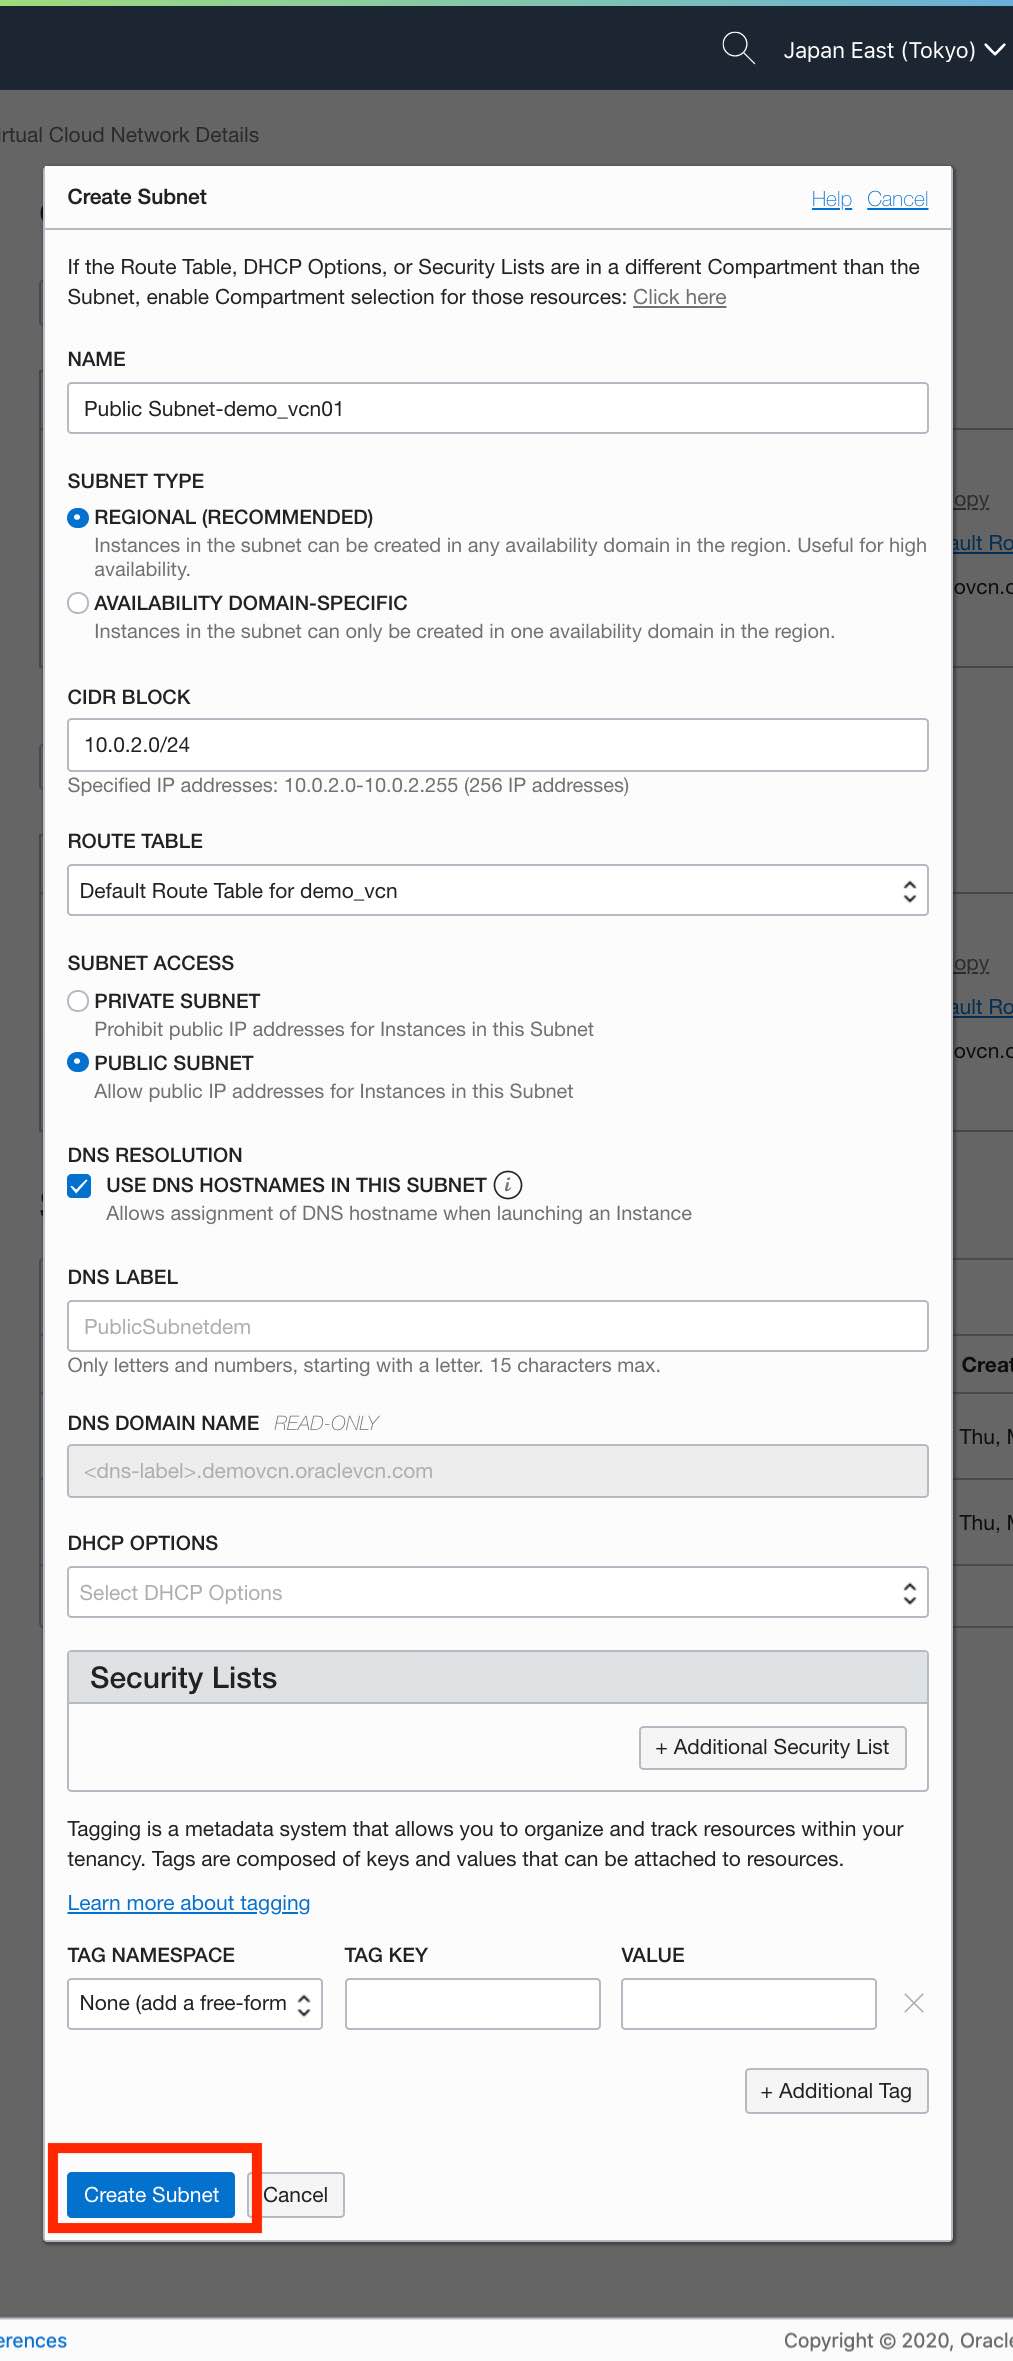 Japan East (Tokyo)
Virtual Cloud Network Details
Create Subnet
Help Cancel
If the Route Table, DHCP Options, or Security Lists are in a different Compartment than the
Subnet, enable Compartment selection for those resources: Click here
NAME
Public Subnet-demo_vcn01
SUBNET TYPE
REGIONAL (RECOMMENDED)
Instances in the subnet can be created in any availability domain in the region. Useful for high
availability.
AVAILABILITY DOMAIN-SPECIFIC
Instances in the subnet can only be created in one availability domain in the region.
CIDR BLOCK
10.0.2.0/24
Specified IP addresses: 10.0.2.0-10.0.2.255 (256 IP addresses)
ROUTE TABLE
Default Route Table for demo_vcn
SUBNET ACCESS
PRIVATE SUBNET
Prohibit public IP addresses for Instances in this Subnet
PUBLIC SUBNET
Allow public IP addresses for Instances in this Subnet
DNS RESOLUTION
USE DNS HOSTNAMES IN THIS SUBNET i
Allows assignment of DNS hostname when launching an Instance
DNS LABEL
PublicSubnetdem
Only letters and numbers, starting with a letter. 15 characters max.
DNS DOMAIN NAME READ-ONLY
<dns-label>.demovcn.oraclevcn.com
DHCP OPTIONS
Select DHCP Options
Security Lists
+ Additional Security List
Tagging is a metadata system that allows you to organize and track resources within your
tenancy. Tags are composed of keys and values that can be attached to resources.
Learn more about tagging
TAG NAMESPACE TAG KEY VALUE
None (add a free-form
+ Additional Tag
Create Subnet Cancel
opy
ault Ro
ovcn.c
opy
ault Ro
ovcn.c
Creat
Thu, M
Thu, M
erences
Copyright © 2020, Oracle